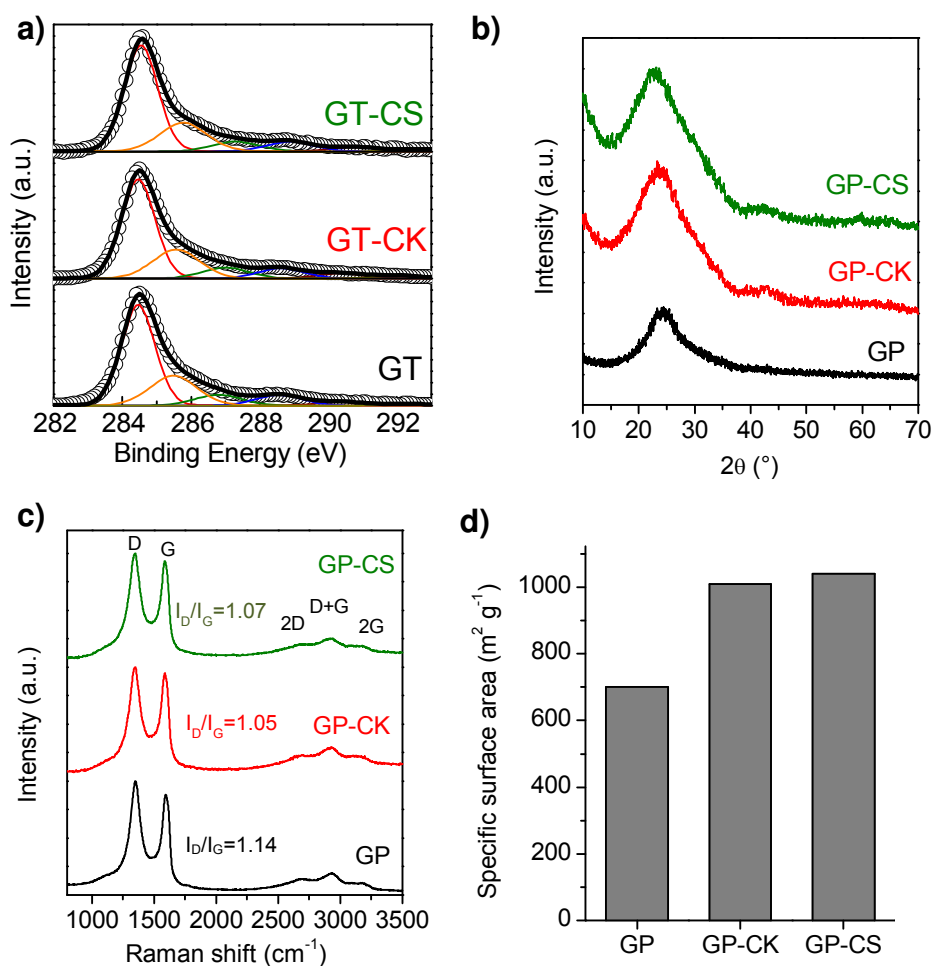 a)
GT-CS
GT-CK
GT
Intensity (a.u.)
282 284 286 288 290 292
Binding Energy (eV)
b)
GP-CS
GP-CK
GP
Intensity (a.u.)
10 20 30 40 50 60 70
2θ (°)
c)
D G
GP-CS
I_D/I_G=1.07
2D D+G 2G
I_D/I_G=1.05
GP-CK
I_D/I_G=1.14
GP
Intensity (a.u.)
1000 1500 2000 2500 3000 3500
Raman shift (cm⁻¹)
d)
Specific surface area (m² g⁻¹)
1000
800
600
400
200
0
GP GP-CK GP-CS